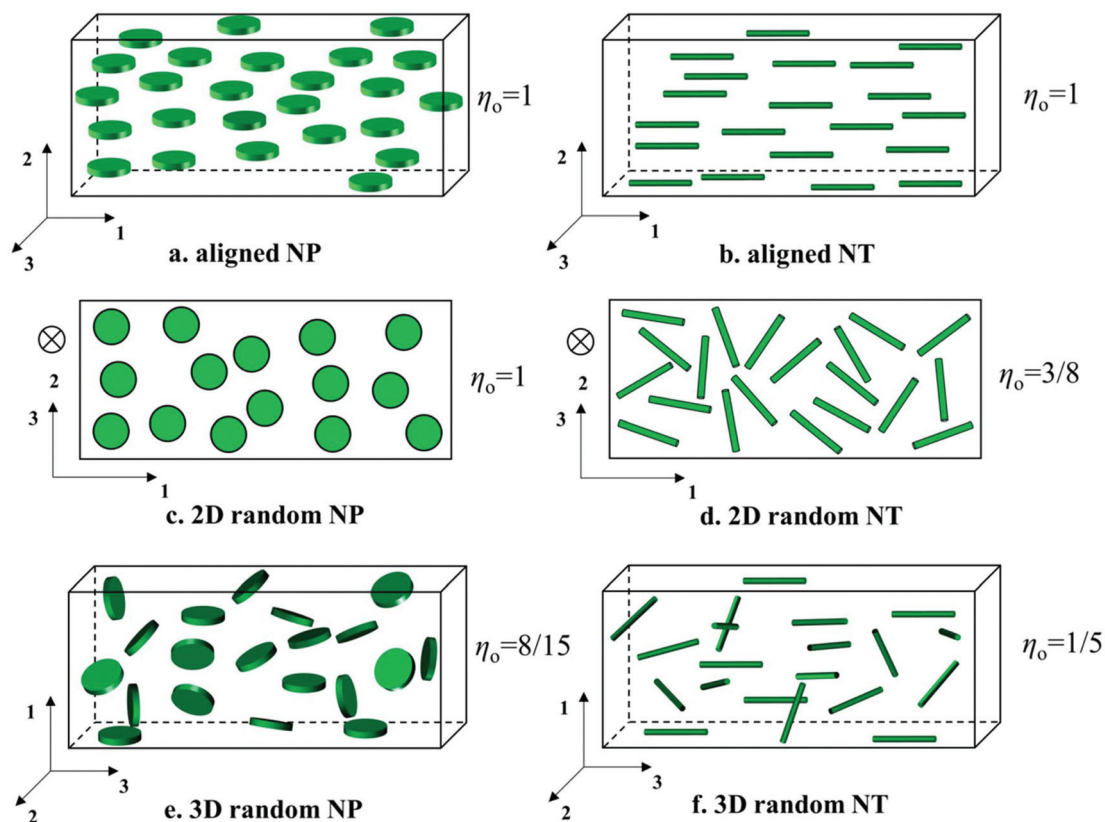 ηo=1
ηo=1
2
1
3
2
1
3
a. aligned NP
b. aligned NT
2
3
1
ηo=1
2
3
1
ηo=3/8
c. 2D random NP
d. 2D random NT
1
3
2
ηo=8/15
1
3
2
ηo=1/5
e. 3D random NP
f. 3D random NT